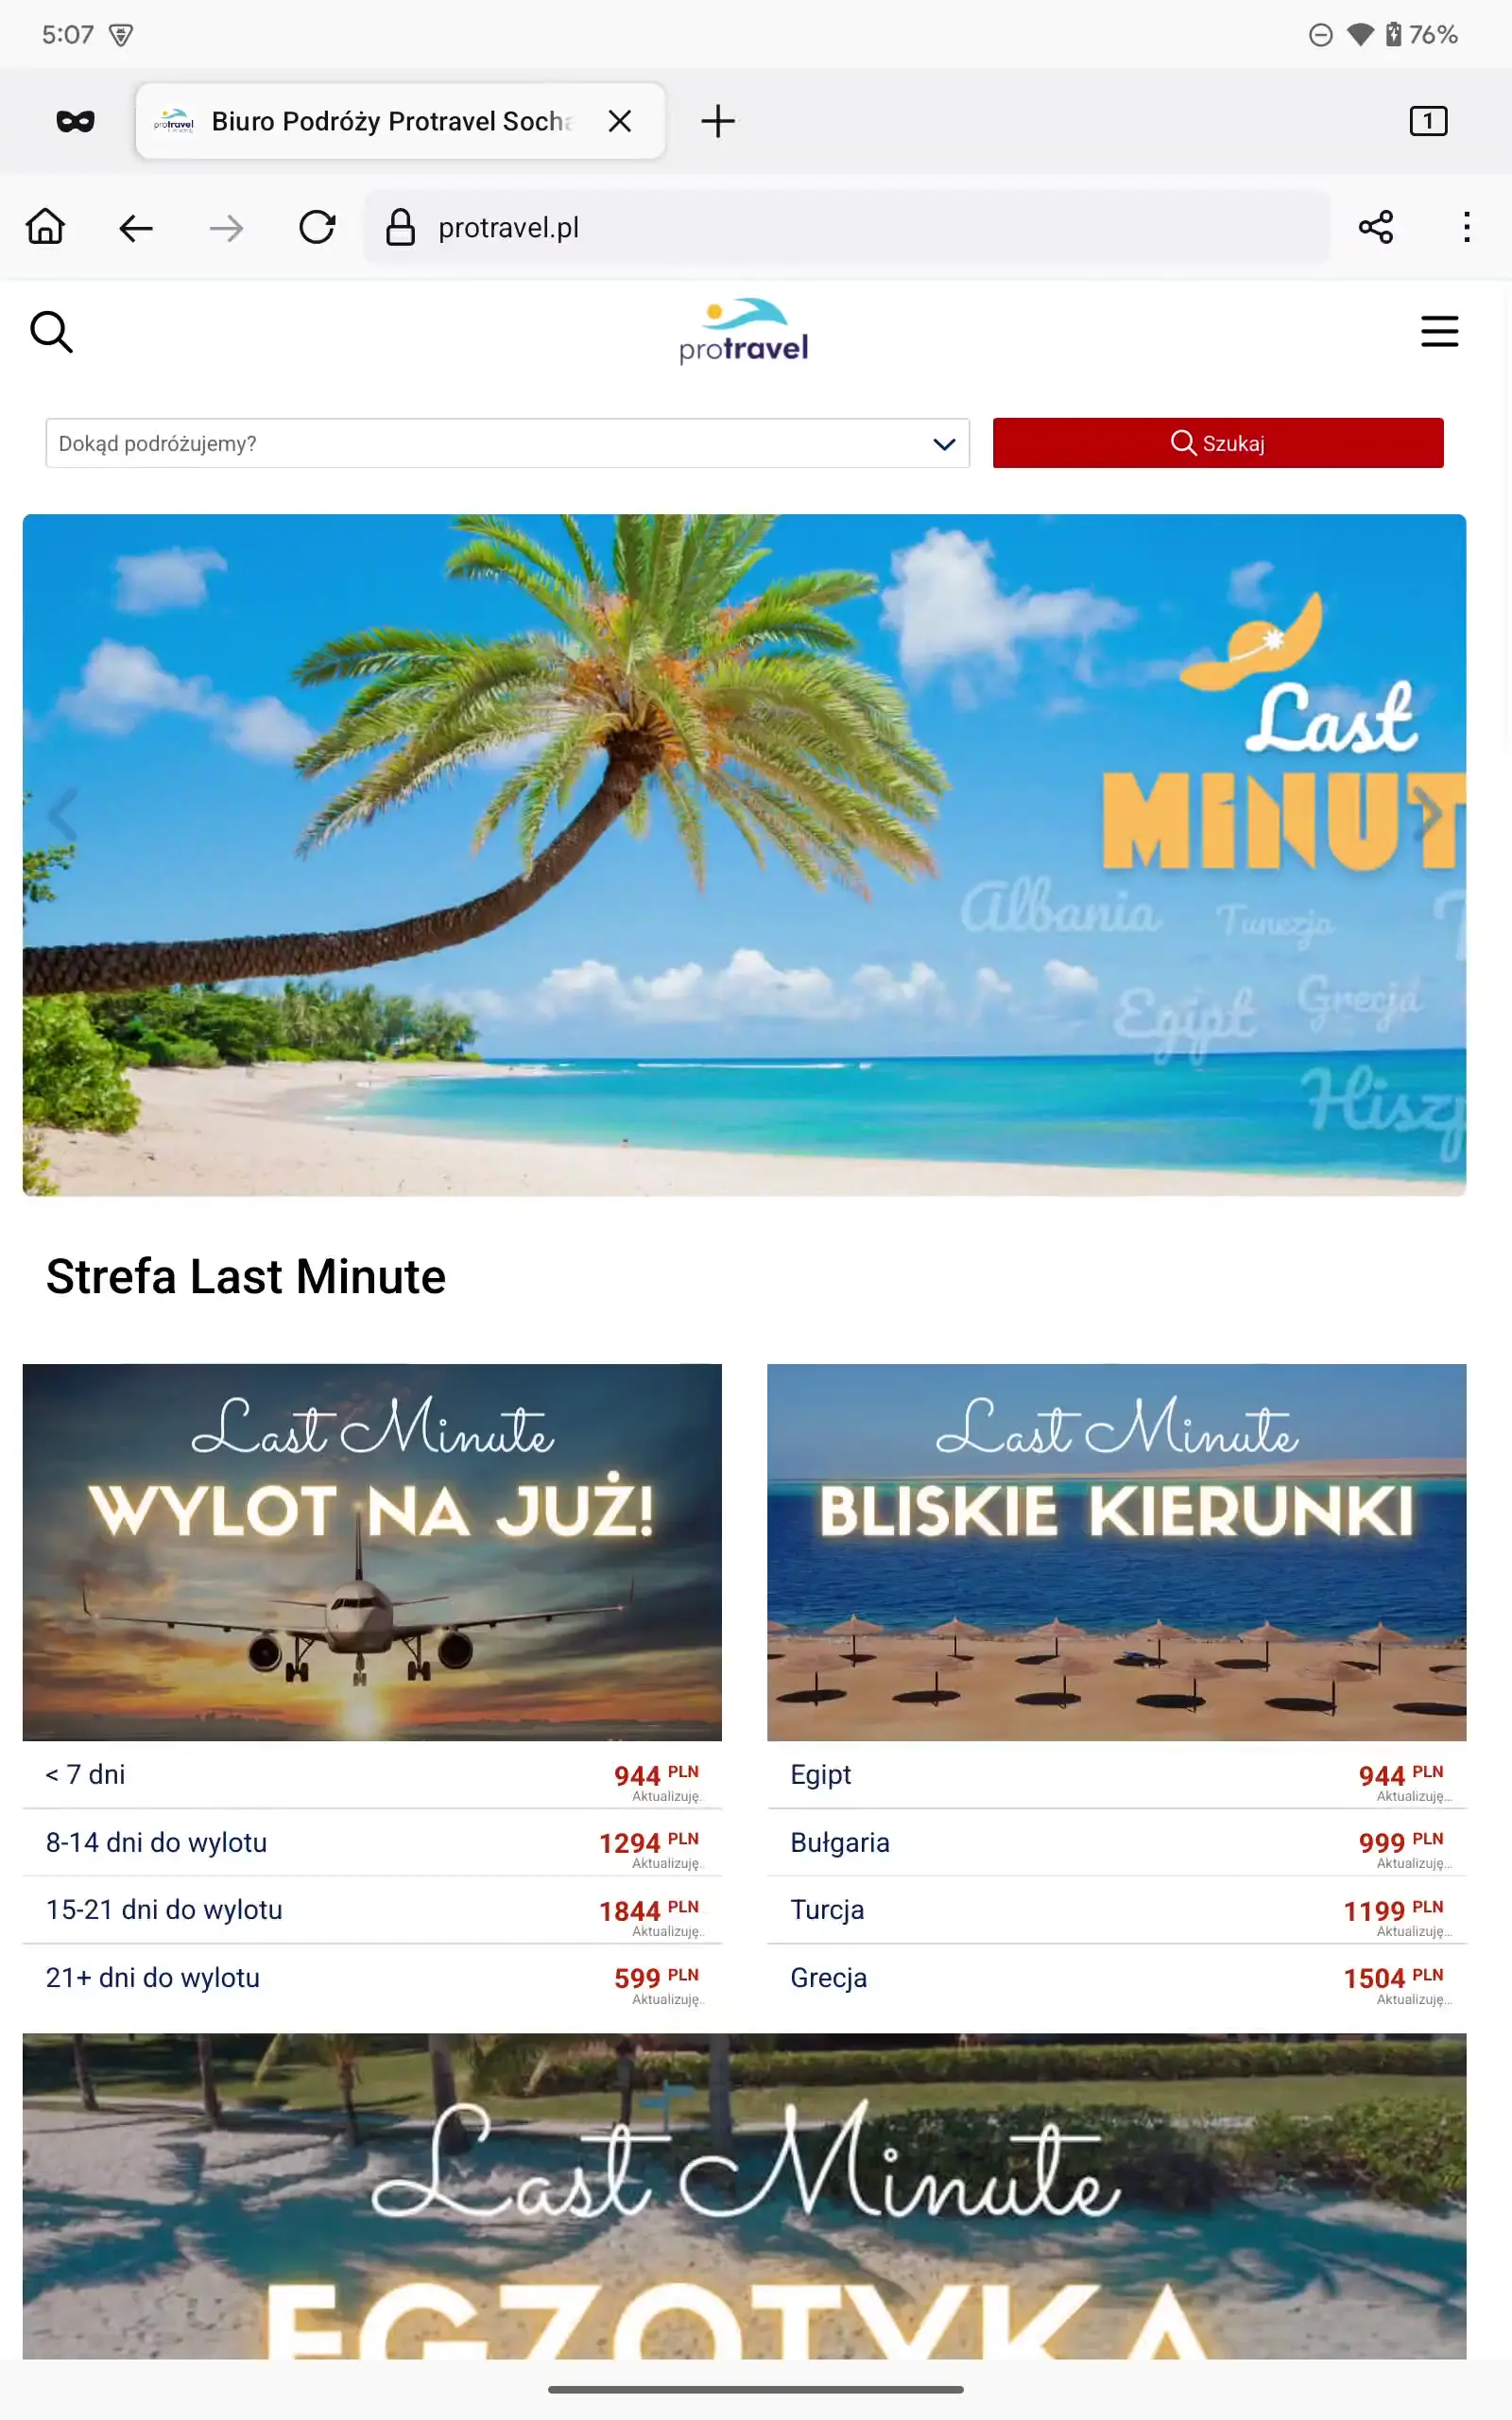 5:07
76%
Biuro Podróży Protravel Socha
1
protravel.pl
protravel
Dokąd podróżujemy?
Szukaj
Last
MINUT
Albania
Tunezja
Egipt
Grecja
Hiszp
Strefa Last Minute
Last Minute
WYLOT NA JUŻ!
< 7 dni
944 PLN
Aktualizuję..
8-14 dni do wylotu
1294 PLN
Aktualizuję..
15-21 dni do wylotu
1844 PLN
Aktualizuję..
21+ dni do wylotu
599 PLN
Aktualizuję..
Last Minute
BLISKIE KIERUNKI
Egipt
944 PLN
Aktualizuję...
Bułgaria
999 PLN
Aktualizuję...
Turcja
1199 PLN
Aktualizuję...
Grecja
1504 PLN
Aktualizuję...
Last Minute
EGZOTYKA